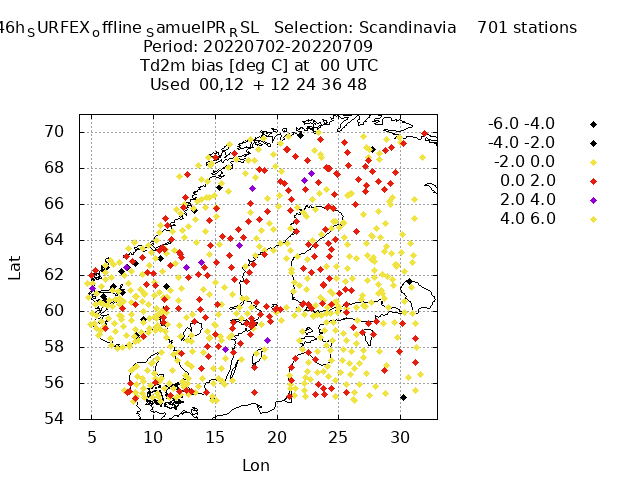 46h_SURFEX_offline_SamuelPR_RSL Selection: Scandinavia 701 stations
Period: 20220702-20220709
Td2m bias [deg C] at 00 UTC
Used 00,12 + 12 24 36 48
-6.0 -4.0
-4.0 -2.0
-2.0 0.0
0.0 2.0
2.0 4.0
4.0 6.0
70
68
66
64
62
60
58
56
54
Lat
5 10 15 20 25 30
Lon